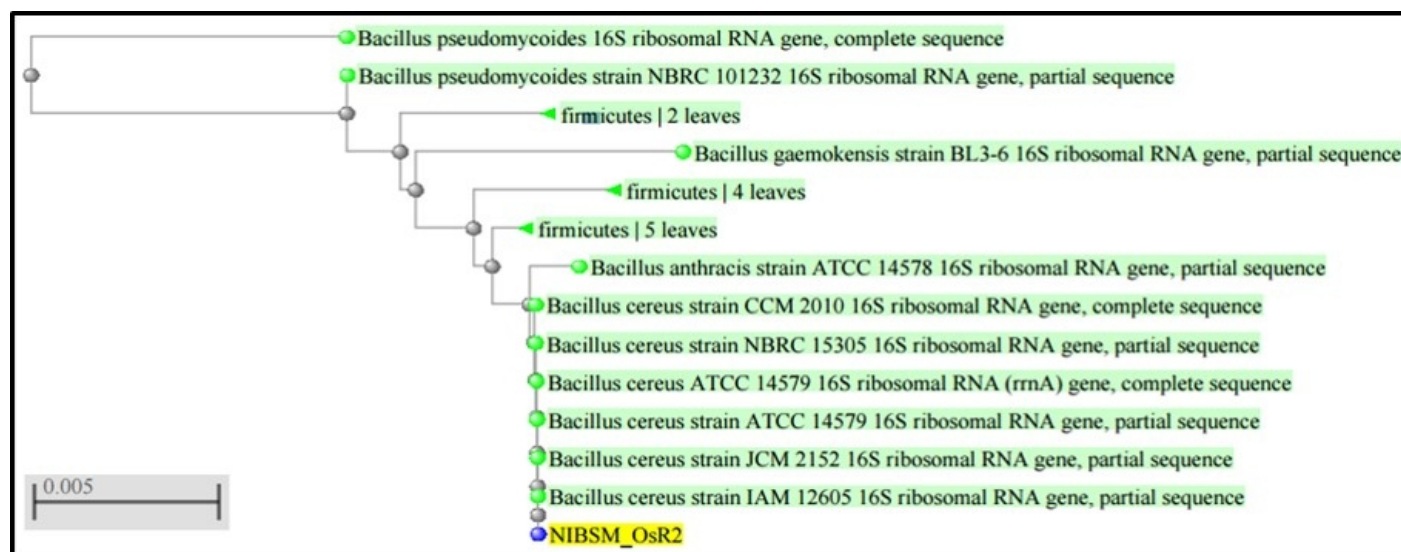 Bacillus pseudomycoides 16S ribosomal RNA gene, complete sequence
Bacillus pseudomycoides strain NBRC 101232 16S ribosomal RNA gene, partial sequence
firmicutes | 2 leaves
Bacillus gaemokensis strain BL3-6 16S ribosomal RNA gene, partial sequence
firmicutes | 4 leaves
firmicutes | 5 leaves
Bacillus anthracis strain ATCC 14578 16S ribosomal RNA gene, partial sequence
Bacillus cereus strain CCM 2010 16S ribosomal RNA gene, complete sequence
Bacillus cereus strain NBRC 15305 16S ribosomal RNA gene, partial sequence
Bacillus cereus ATCC 14579 16S ribosomal RNA (rrnA) gene, complete sequence
Bacillus cereus strain ATCC 14579 16S ribosomal RNA gene, partial sequence
Bacillus cereus strain JCM 2152 16S ribosomal RNA gene, partial sequence
Bacillus cereus strain IAM 12605 16S ribosomal RNA gene, partial sequence
NIBSM_OsR2
0.005